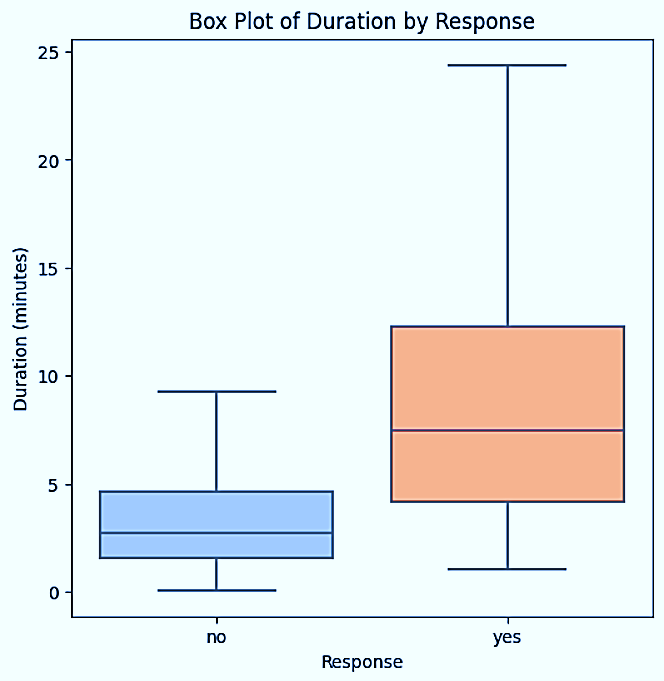 Box Plot of Duration by Response
25
20
15
10
5
0
Duration (minutes)
no
yes
Response